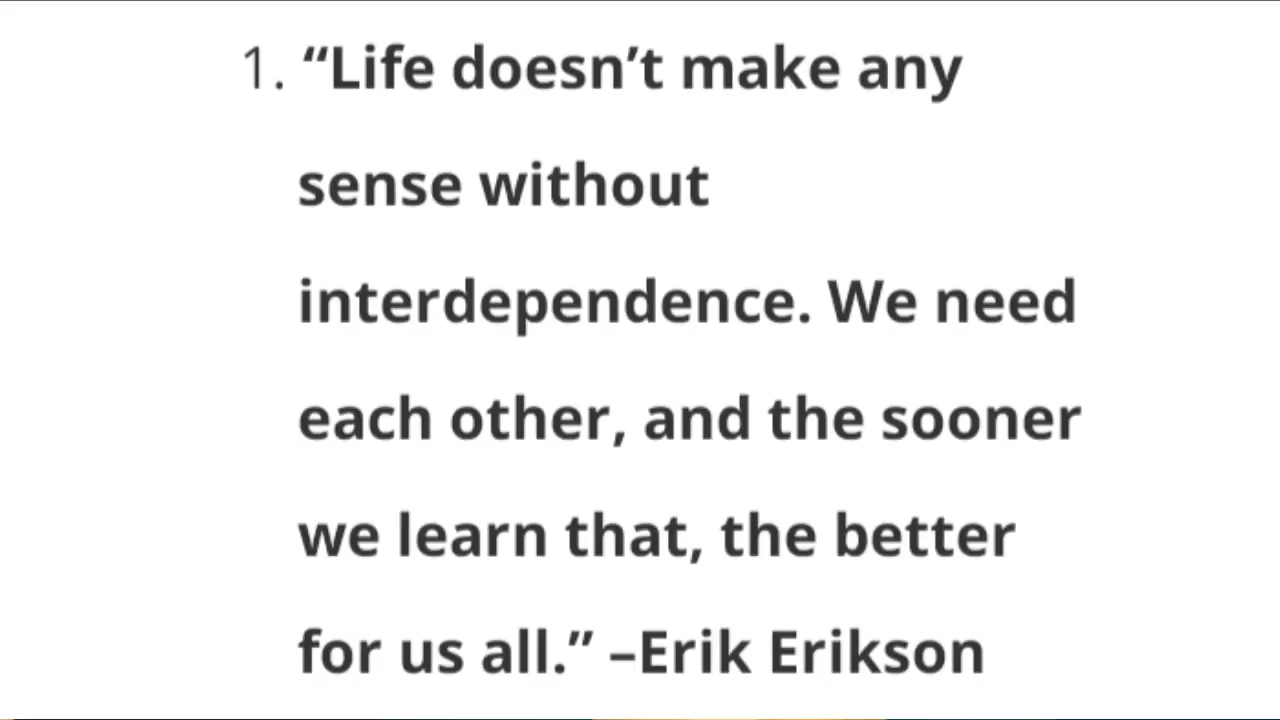 1. “Life doesn’t make any
sense without
interdependence. We need
each other, and the sooner
we learn that, the better
for us all.” –Erik Erikson